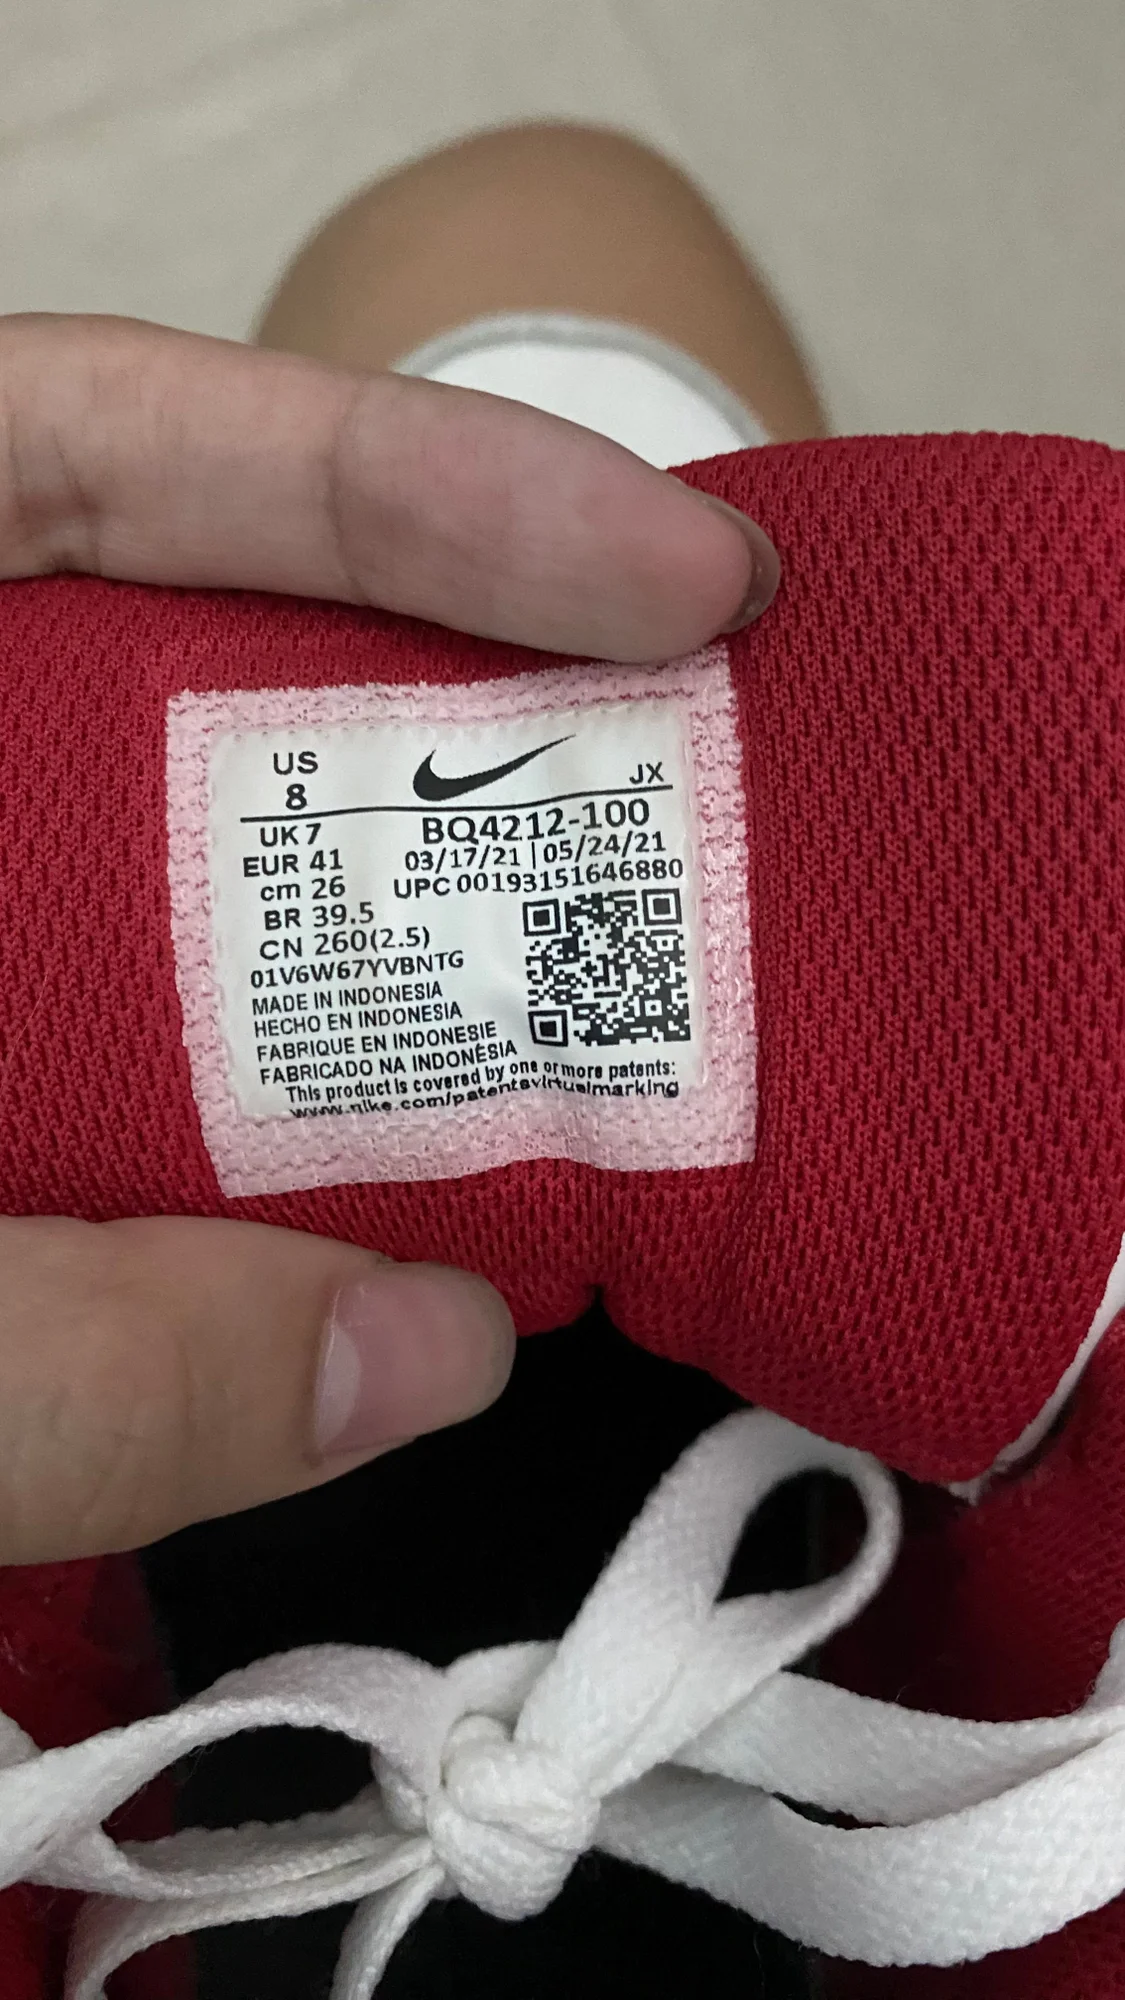 US
8
JX
UK 7
BQ4212-100
EUR 41
03/17/21 | 05/24/21
cm 26
UPC 00193151646880
BR 39.5
CN 260(2.5)
01V6W67YVBNTG
MADE IN INDONESIA
HECHO EN INDONESIA
FABRIQUE EN INDONESIE
FABRICADO NA INDONÉSIA
This product is covered by one or more patents:
www.nike.com/patentsvirtualmarking